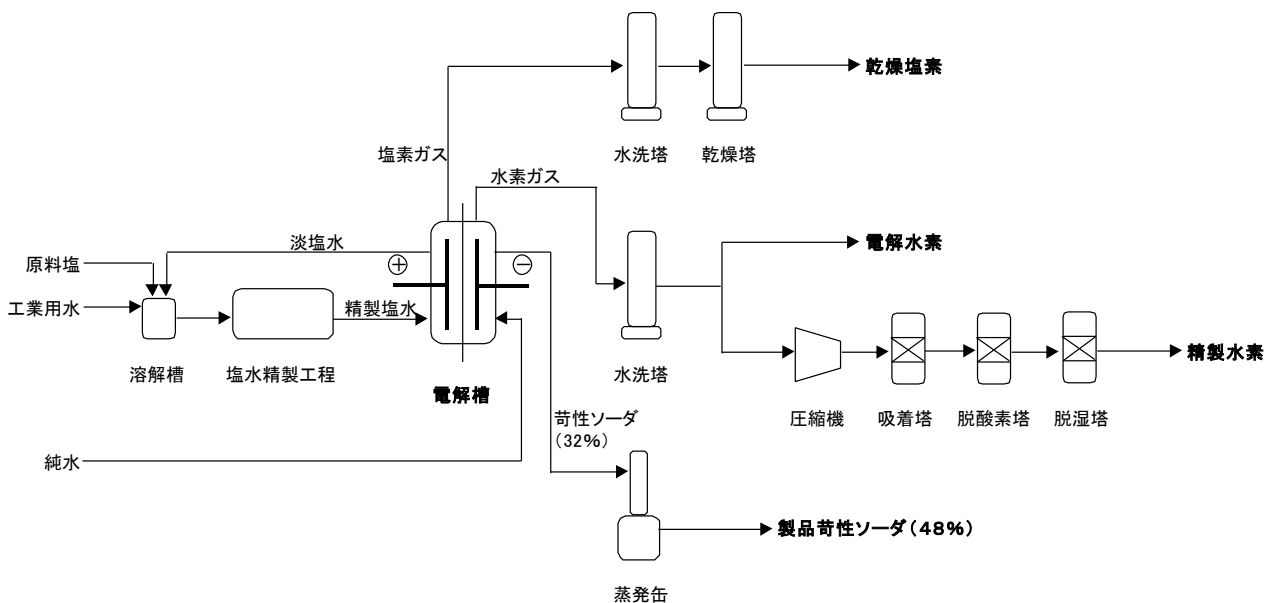 乾燥塩素
塩素ガス
水洗塔
乾燥塔
水素ガス
淡塩水
電解水素
原料塩
+
−
工業用水
精製塩水
精製水素
溶解槽
塩水精製工程
水洗塔
電解槽
圧縮機
吸着塔
脱酸素塔
脱湿塔
苛性ソーダ
(32%)
純水
製品苛性ソーダ(48%)
蒸発缶